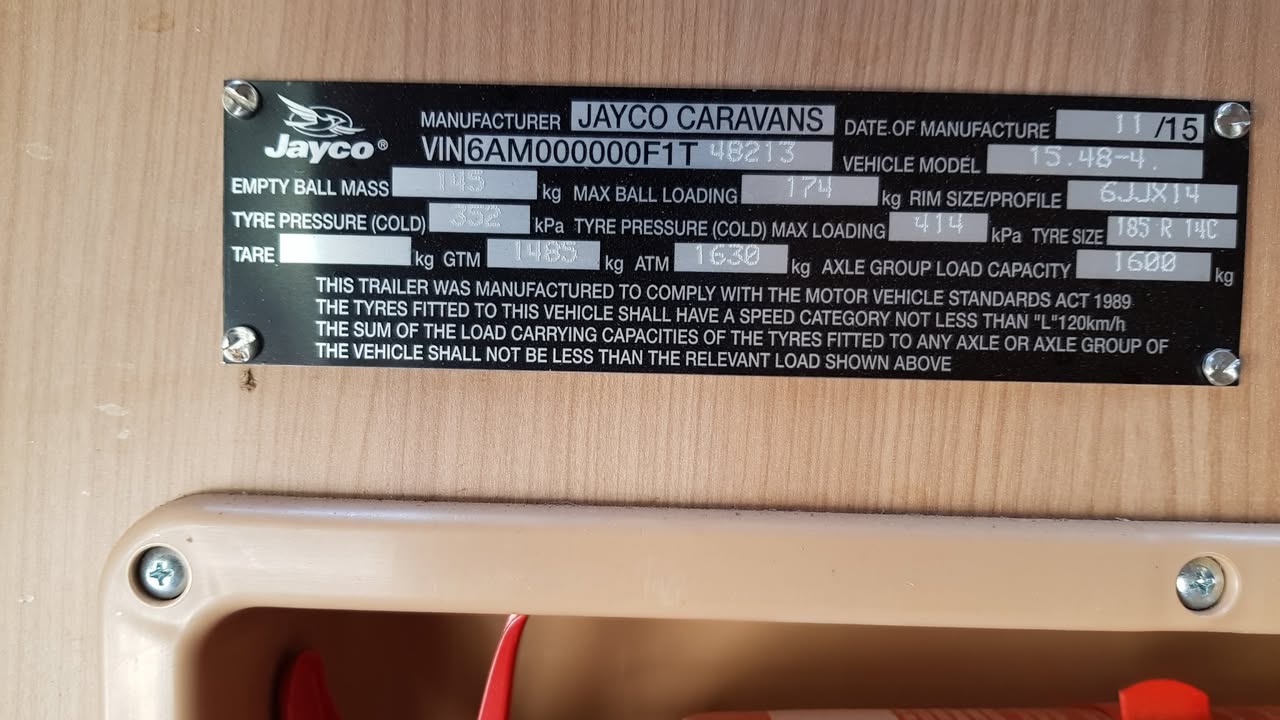 Jayco®
MANUFACTURER JAYCO CARAVANS DATE.OF MANUFACTURE 11 /15
VIN 6AM000000F1T 48213 VEHICLE MODEL 15.48-4.
EMPTY BALL MASS 145 kg MAX BALL LOADING 174 kg RIM SIZE/PROFILE 6JJX14
TYRE PRESSURE (COLD) 352 kPa TYRE PRESSURE (COLD) MAX LOADING 414 kPa TYRE SIZE 185 R 14C
TARE kg GTM 1485 kg ATM 1630 kg AXLE GROUP LOAD CAPACITY 1600 kg
THIS TRAILER WAS MANUFACTURED TO COMPLY WITH THE MOTOR VEHICLE STANDARDS ACT 1989
THE TYRES FITTED TO THIS VEHICLE SHALL HAVE A SPEED CATEGORY NOT LESS THAN "L"120km/h
THE SUM OF THE LOAD CARRYING CAPACITIES OF THE TYRES FITTED TO ANY AXLE OR AXLE GROUP OF
THE VEHICLE SHALL NOT BE LESS THAN THE RELEVANT LOAD SHOWN ABOVE